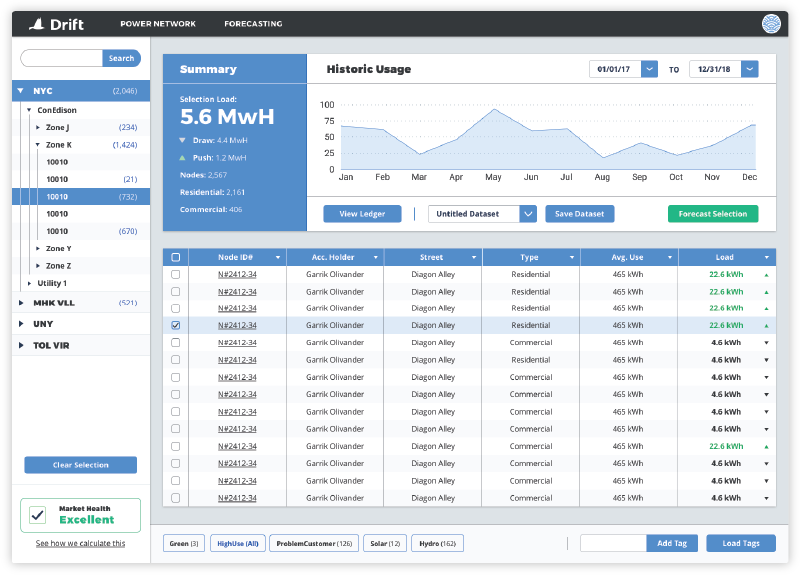 Drift POWER NETWORK FORECASTING
Search
NYC (2,046)
ConEdison
Zone J (234)
Zone K (1,424)
10010
10010 (21)
10010 (732)
10010
10010 (670)
Zone Y
Zone Z
Utility 1
MHK VLL (521)
UNY
TOL VIR
Clear Selection
Market Health
Excellent
See how we calculate this
Summary
Selection Load:
5.6 MwH
Draw: 4.4 MwH
Push: 1.2 MwH
Nodes: 2,567
Residential: 2,161
Commercial: 406
Historic Usage 01/01/17 TO 12/31/18
100
75
50
25
0
Jan Feb Mar Apr May Jun Jul Aug Sep Oct Nov Dec
View Ledger Untitled Dataset Save Dataset Forecast Selection
Node ID# Acc. Holder Street Type Avg. Use Load
N#2412-34 Garrik Olivander Diagon Alley Residential 465 kWh 22.6 kWh
N#2412-34 Garrik Olivander Diagon Alley Residential 465 kWh 22.6 kWh
N#2412-34 Garrik Olivander Diagon Alley Residential 465 kWh 22.6 kWh
N#2412-34 Garrik Olivander Diagon Alley Residential 465 kWh 22.6 kWh
N#2412-34 Garrik Olivander Diagon Alley Commercial 465 kWh 4.6 kWh
N#2412-34 Garrik Olivander Diagon Alley Residential 465 kWh 4.6 kWh
N#2412-34 Garrik Olivander Diagon Alley Commercial 465 kWh 4.6 kWh
N#2412-34 Garrik Olivander Diagon Alley Commercial 465 kWh 4.6 kWh
N#2412-34 Garrik Olivander Diagon Alley Commercial 465 kWh 4.6 kWh
N#2412-34 Garrik Olivander Diagon Alley Commercial 465 kWh 4.6 kWh
N#2412-34 Garrik Olivander Diagon Alley Commercial 465 kWh 22.6 kWh
N#2412-34 Garrik Olivander Diagon Alley Commercial 465 kWh 4.6 kWh
N#2412-34 Garrik Olivander Diagon Alley Commercial 465 kWh 4.6 kWh
N#2412-34 Garrik Olivander Diagon Alley Commercial 465 kWh 4.6 kWh
Green (3) HighUse (All) ProblemCustomer (126) Solar (12) Hydro (162) Add Tag Load Tags